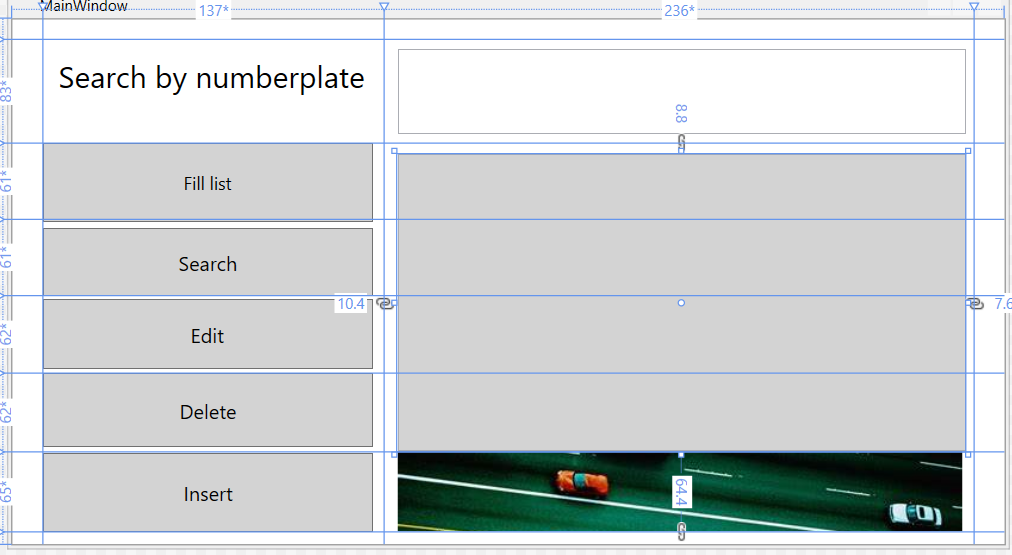 MainWindow
137*
236*
83*
Search by numberplate
8.8
61*
Fill list
61*
Search
10.4
7.6
62*
Edit
62*
Delete
65*
Insert
64.4